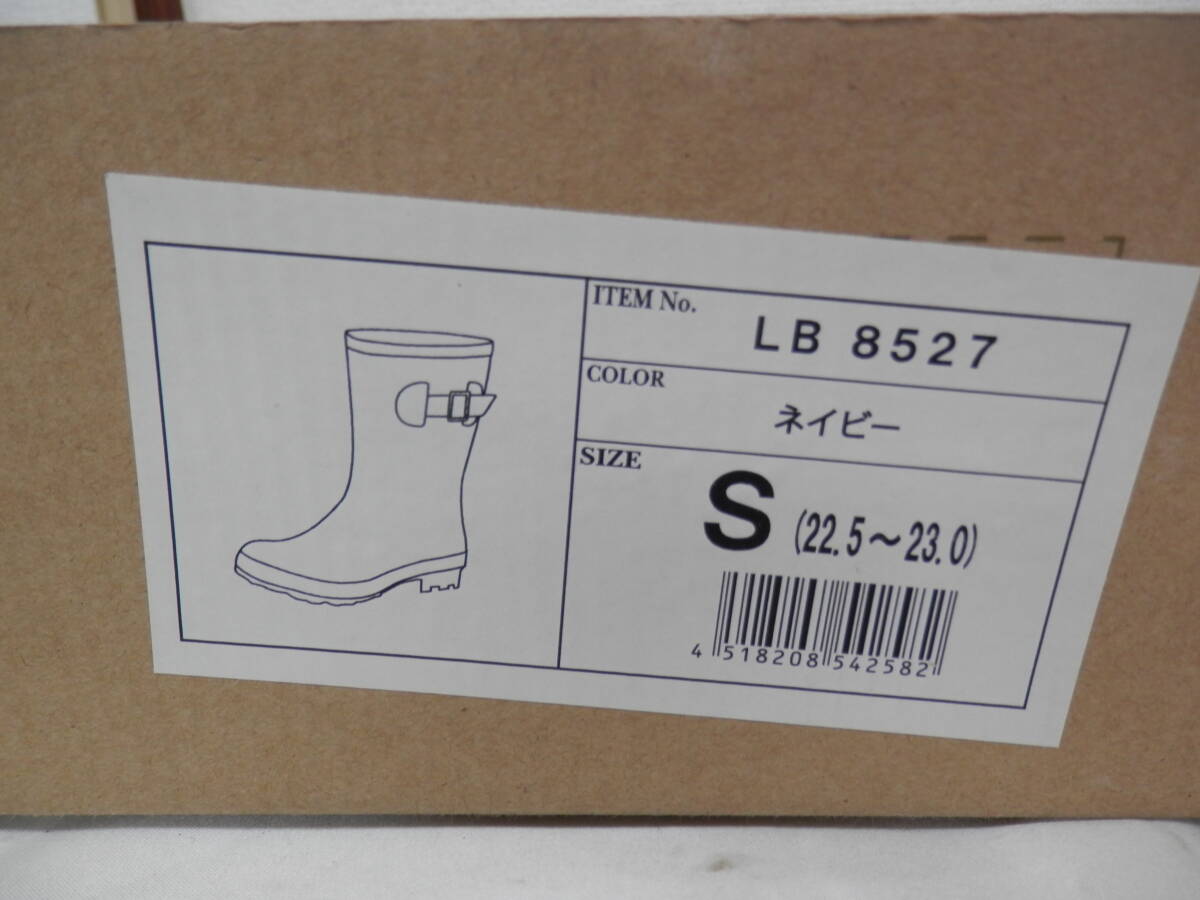 ITEM No.
LB 8527
COLOR
ネイビー
SIZE
S (22.5～23.0)
4 518208 542582